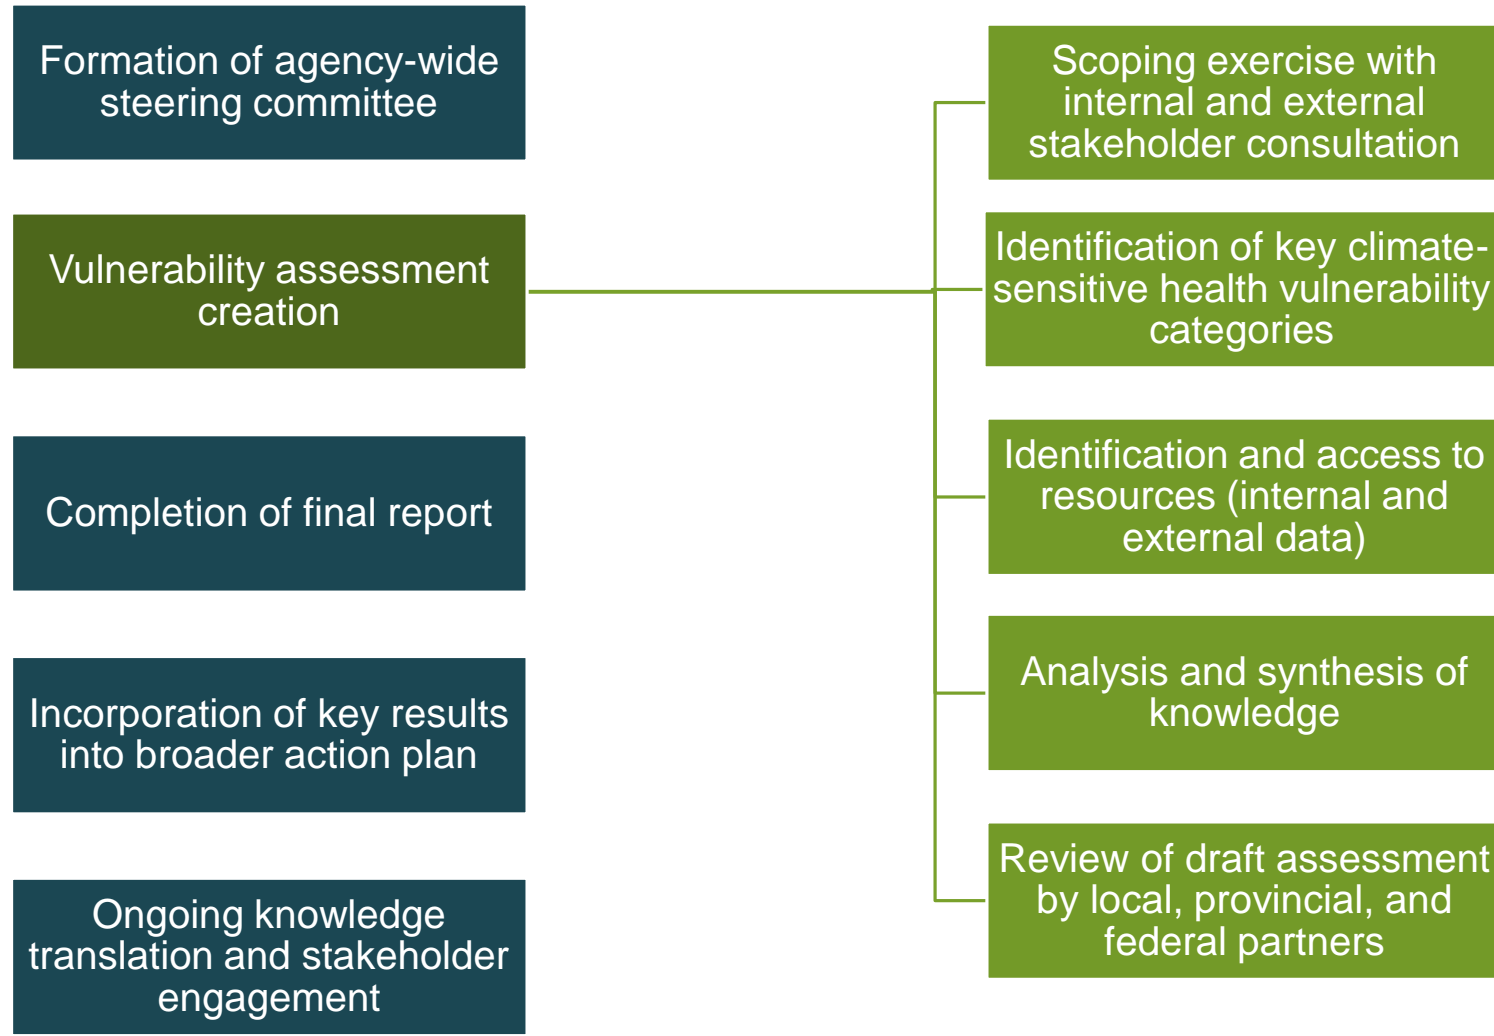 Formation of agency-wide
steering committee
Vulnerability assessment
creation
Completion of final report
Incorporation of key results
into broader action plan
Ongoing knowledge
translation and stakeholder
engagement
Scoping exercise with
internal and external
stakeholder consultation
Identification of key climate-
sensitive health vulnerability
categories
Identification and access to
resources (internal and
external data)
Analysis and synthesis of
knowledge
Review of draft assessment
by local, provincial, and
federal partners